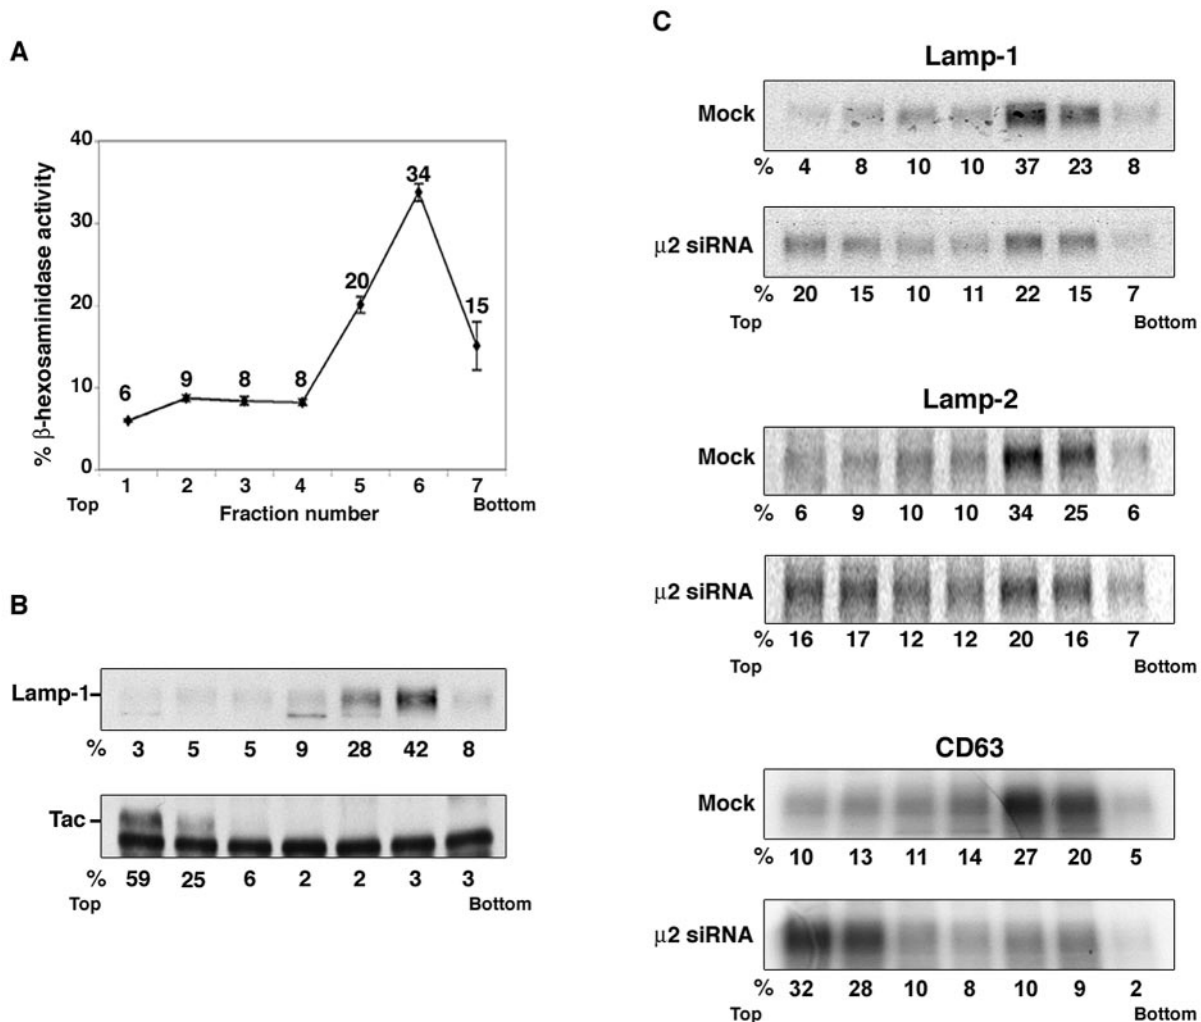 A
% β-hexosaminidase activity
40
30
20
10
0
6
9
8
8
20
34
15
1 2 3 4 5 6 7
Top Fraction number Bottom
B
Lamp-1
% 3 5 5 9 28 42 8
Tac
% 59 25 6 2 2 3 3
Top Bottom
C
Lamp-1
Mock
% 4 8 10 10 37 23 8
μ2 siRNA
% 20 15 10 11 22 15 7
Top Bottom
Lamp-2
Mock
% 6 9 10 10 34 25 6
μ2 siRNA
% 16 17 12 12 20 16 7
Top Bottom
CD63
Mock
% 10 13 11 14 27 20 5
μ2 siRNA
% 32 28 10 8 10 9 2
Top Bottom